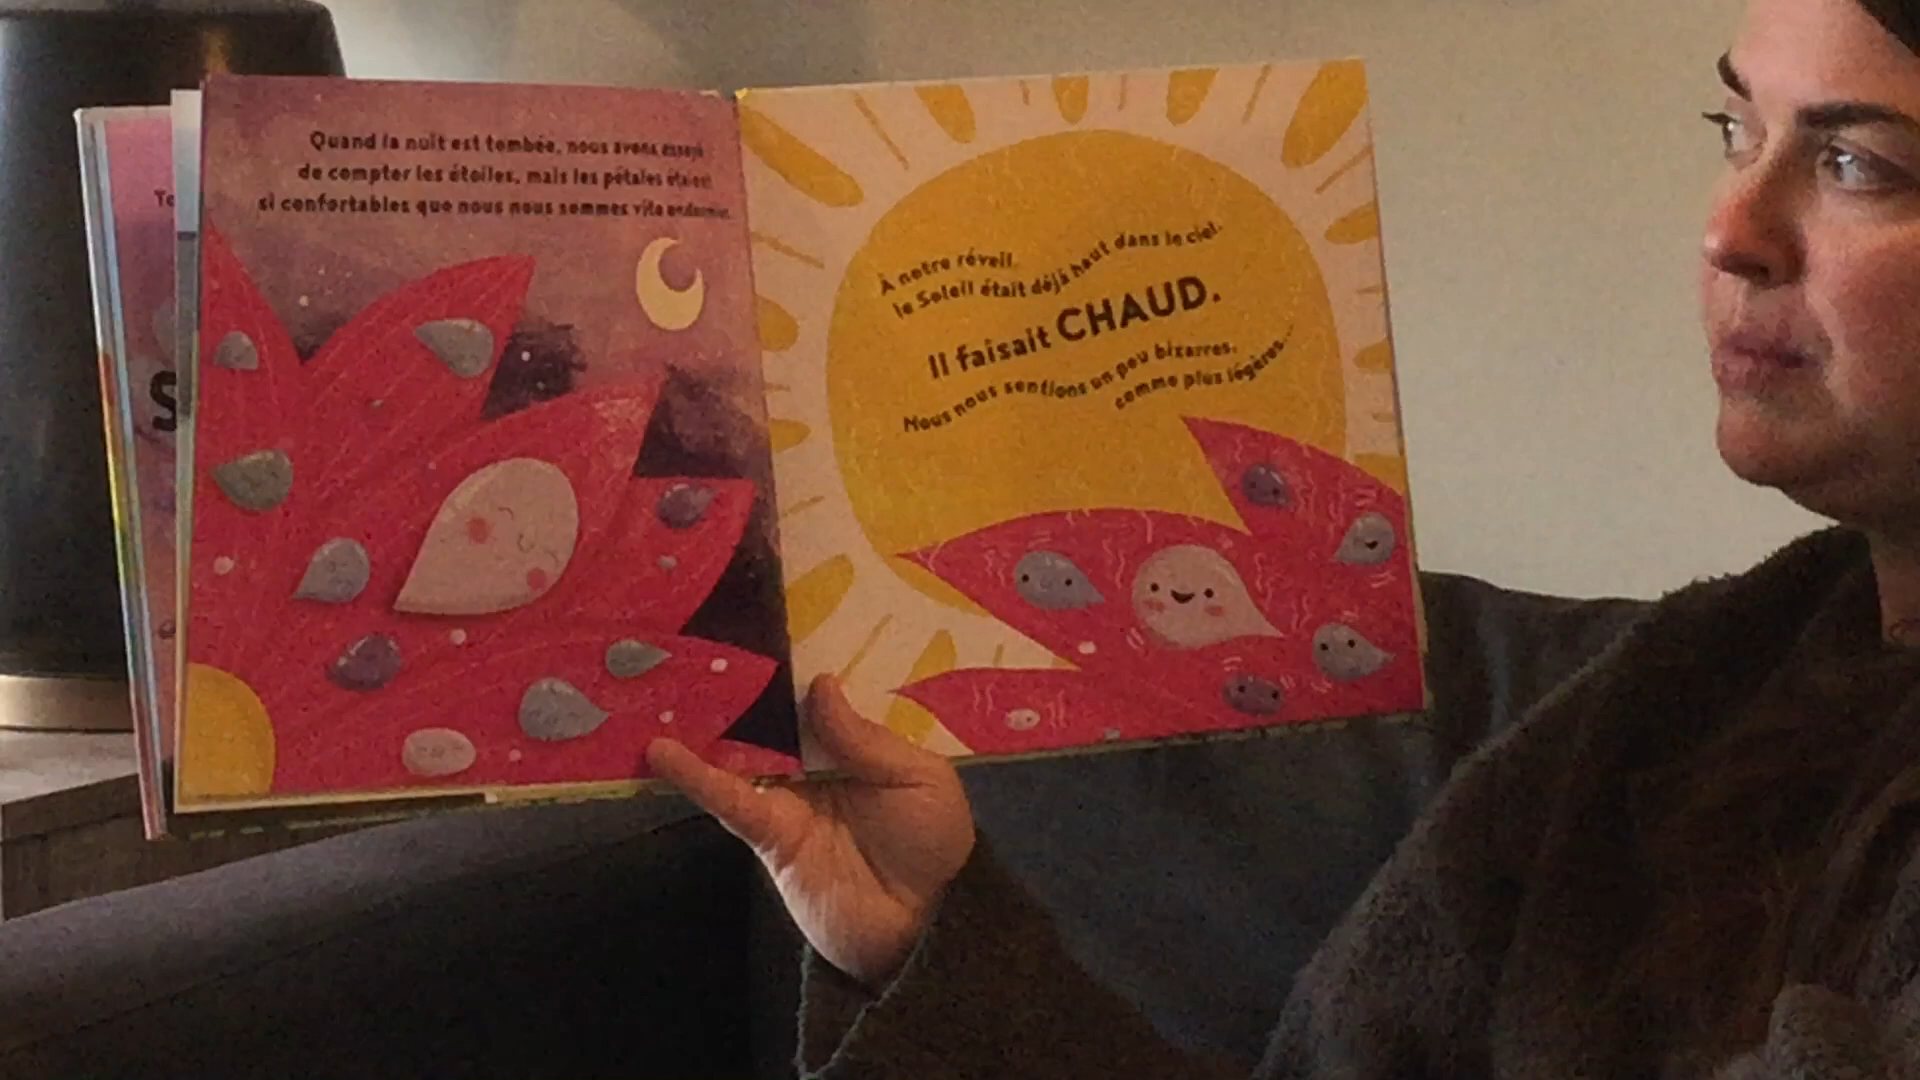 Te
S
Quand la nuit est tombée, nous avons essayé
de compter les étoiles, mais les pétales étaient
si confortables que nous nous sommes vite endormies.
À notre réveil,
le Soleil était déjà haut dans le ciel.
Il faisait CHAUD.
Nous nous sentions un peu bizarres,
comme plus légères...